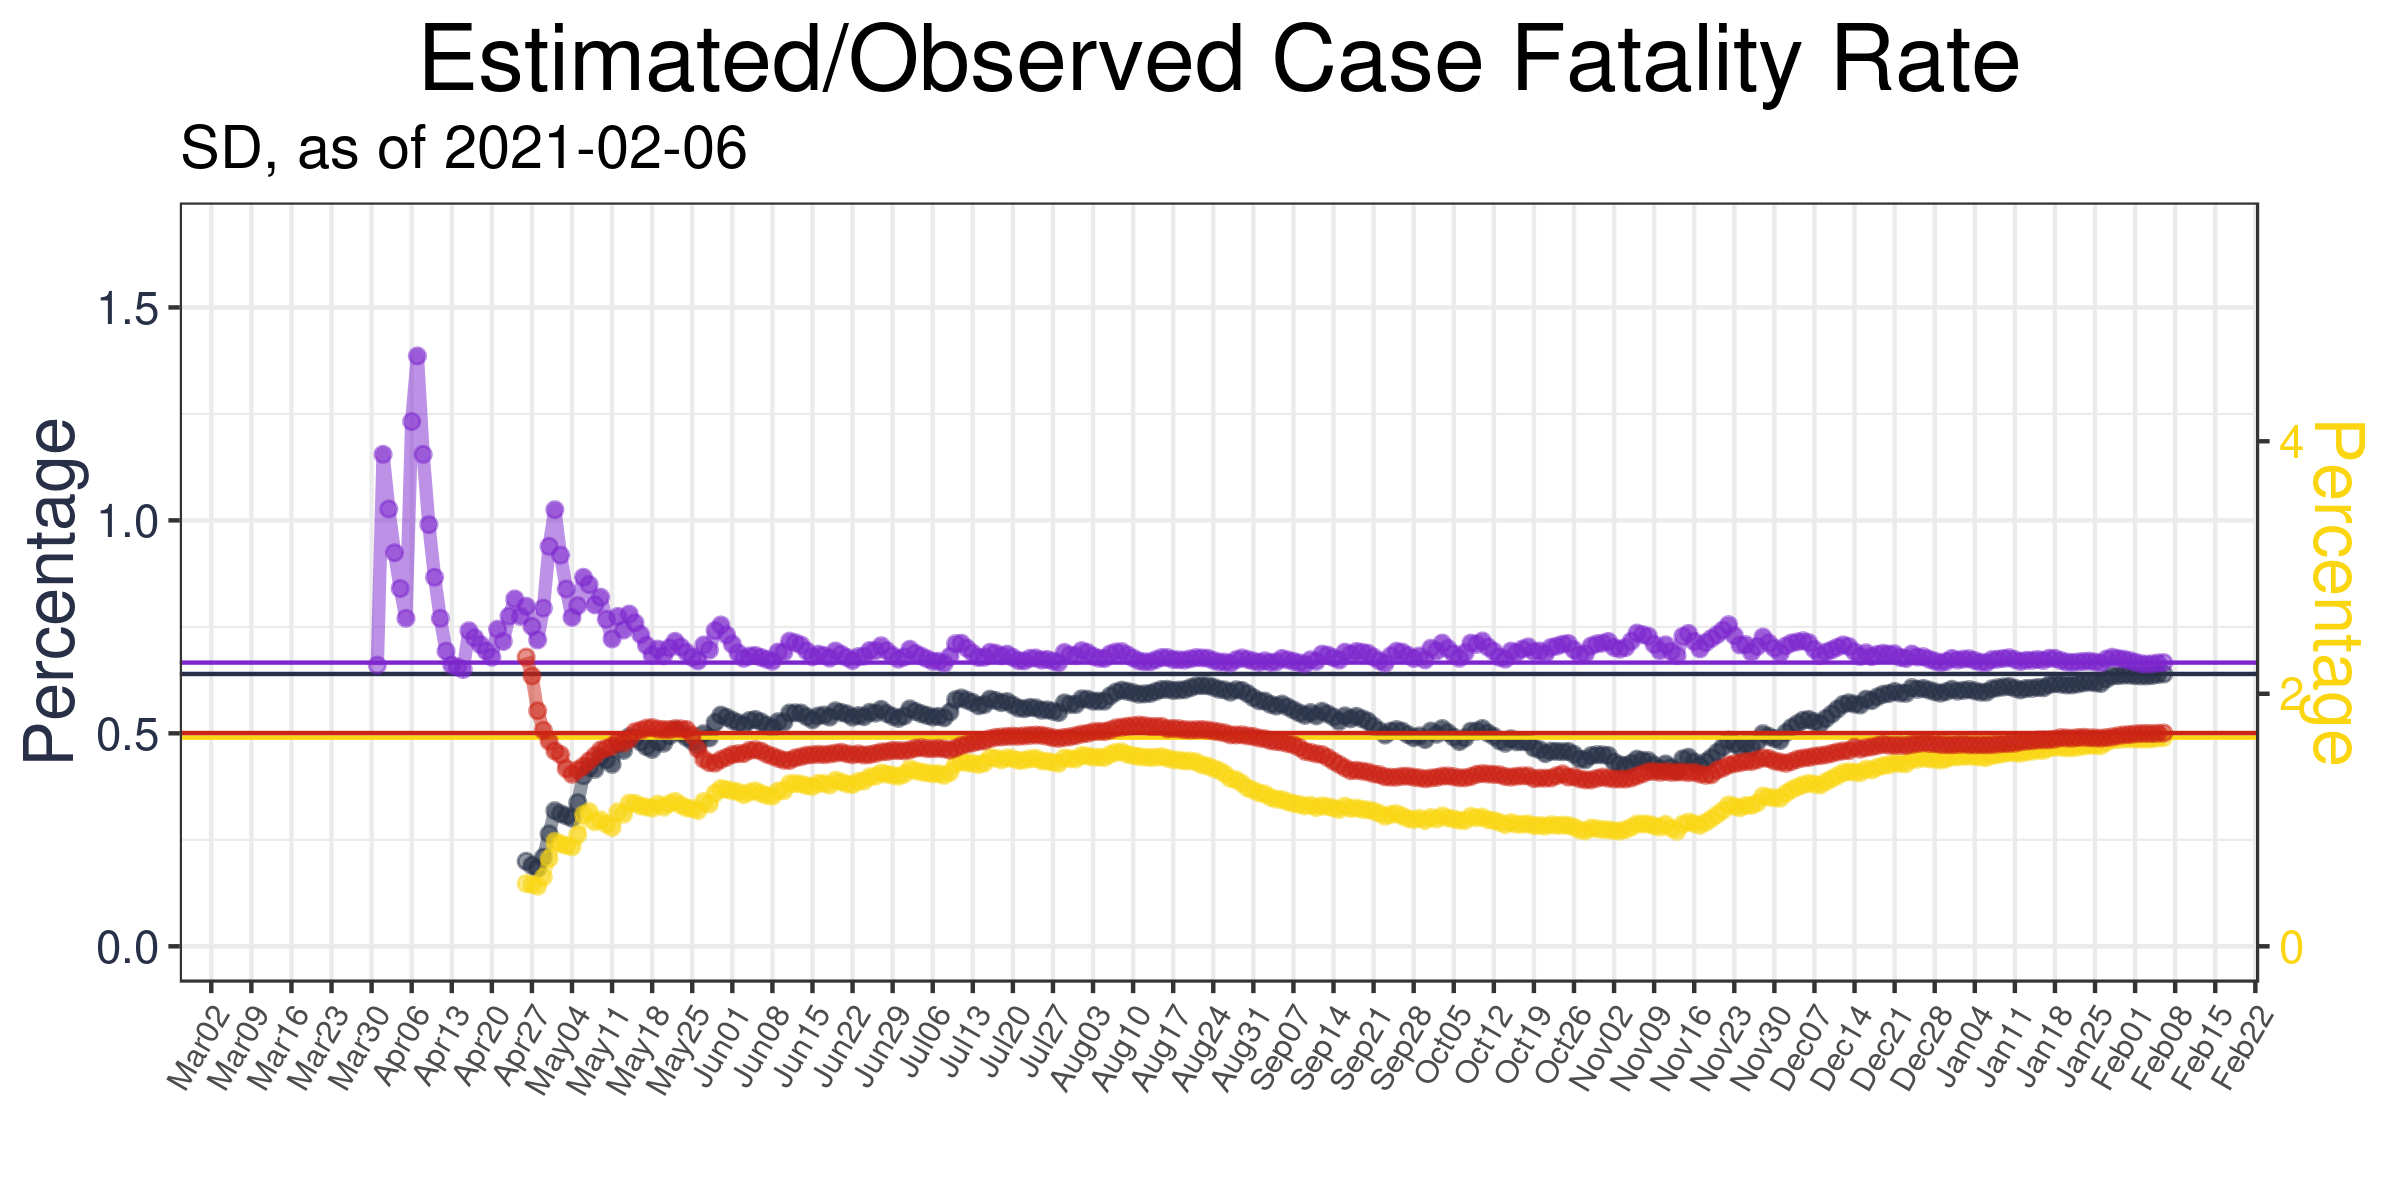 Estimated/Observed Case Fatality Rate
SD, as of 2021-02-06
Percentage
1.5
1.0
0.5
0.0
4
2
0
Percentage
Mar02
Mar09
Mar16
Mar23
Mar30
Apr06
Apr13
Apr20
Apr27
May04
May11
May18
May25
Jun01
Jun08
Jun15
Jun22
Jun29
Jul06
Jul13
Jul20
Jul27
Aug03
Aug10
Aug17
Aug24
Aug31
Sep07
Sep14
Sep21
Sep28
Oct05
Oct12
Oct19
Oct26
Nov02
Nov09
Nov16
Nov23
Nov30
Dec07
Dec14
Dec21
Dec28
Jan04
Jan11
Jan18
Jan25
Feb01
Feb08
Feb15
Feb22